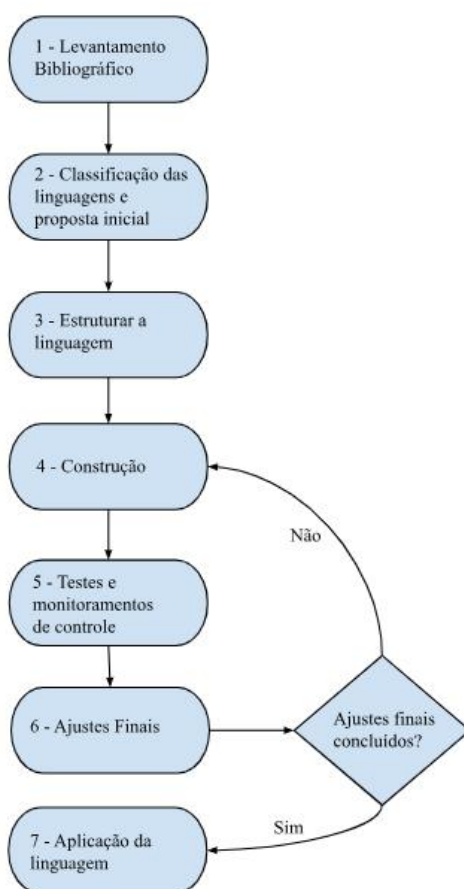 1 - Levantamento
Bibliográfico
2 - Classificação das
linguagens e
proposta inicial
3 - Estruturar a
linguagem
4 - Construção
Não
5 - Testes e
monitoramentos
de controle
6 - Ajustes Finais
Ajustes finais
concluídos?
Sim
7 - Aplicação da
linguagem